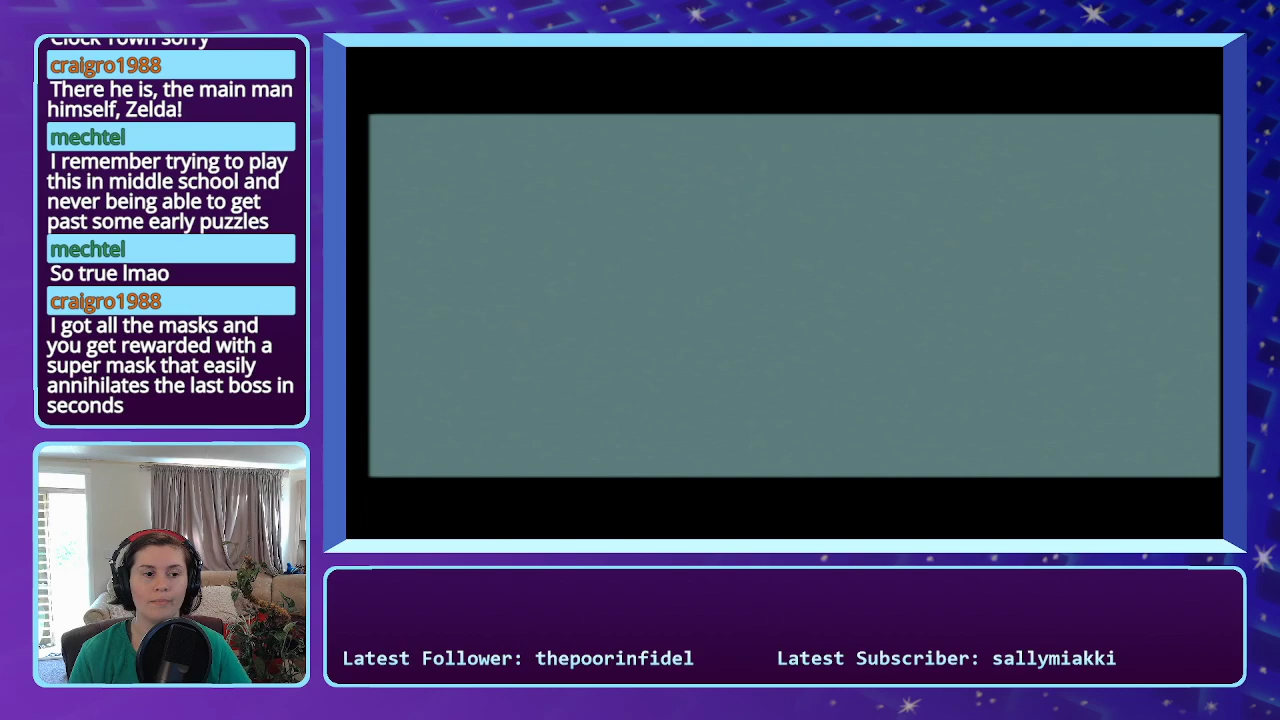 Clock Town sorry
craigro1988
There he is, the main man
himself, Zelda!
mechtel
I remember trying to play
this in middle school and
never being able to get
past some early puzzles
mechtel
So true lmao
craigro1988
I got all the masks and
you get rewarded with a
super mask that easily
annihilates the last boss in
seconds
Latest Follower: thepoorinfidel
Latest Subscriber: sallymiakki